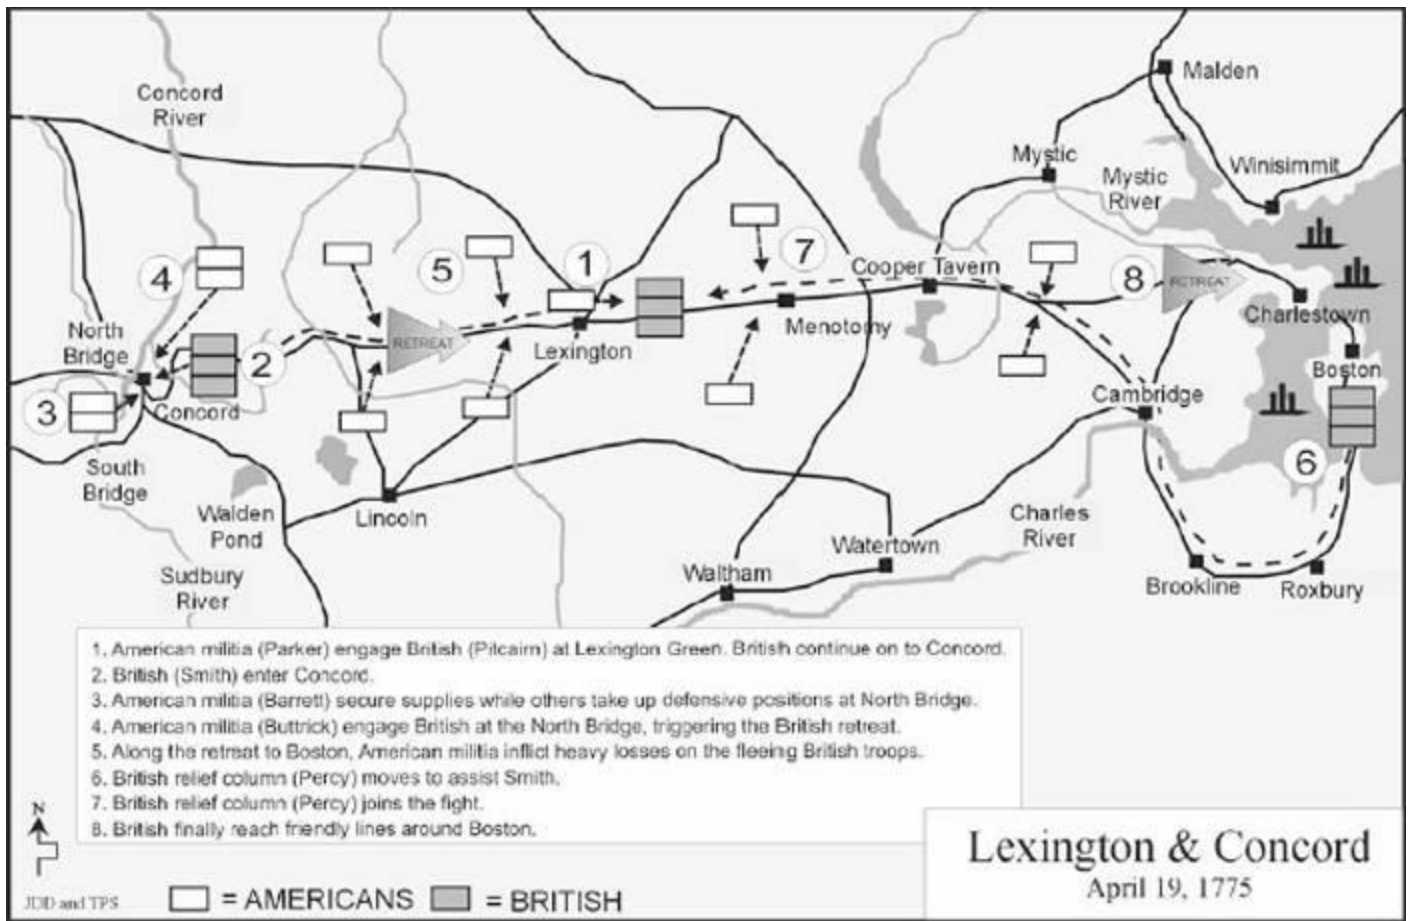 Concord
River
Malden
Mystic
Winisimmit
Mystic
River
4
5
1
7
Cooper Tavern
8
RETREAT
North
Bridge
2
RETREAT
Lexington
Menotomy
Charlestown
Boston
3
Concord
Cambridge
South
Bridge
6
Walden
Pond
Lincoln
Charles
River
Sudbury
River
Waltham
Watertown
Brookline
Roxbury
1. American militia (Parker) engage British (Pitcairn) at Lexington Green. British continue on to Concord.
2. British (Smith) enter Concord.
3. American militia (Barrett) secure supplies while others take up defensive positions at North Bridge.
4. American militia (Buttrick) engage British at the North Bridge, triggering the British retreat.
5. Along the retreat to Boston, American militia inflict heavy losses on the fleeing British troops.
6. British relief column (Percy) moves to assist Smith.
7. British relief column (Percy) joins the fight.
8. British finally reach friendly lines around Boston.
N
JDD and TPS
= AMERICANS
= BRITISH
Lexington & Concord
April 19, 1775